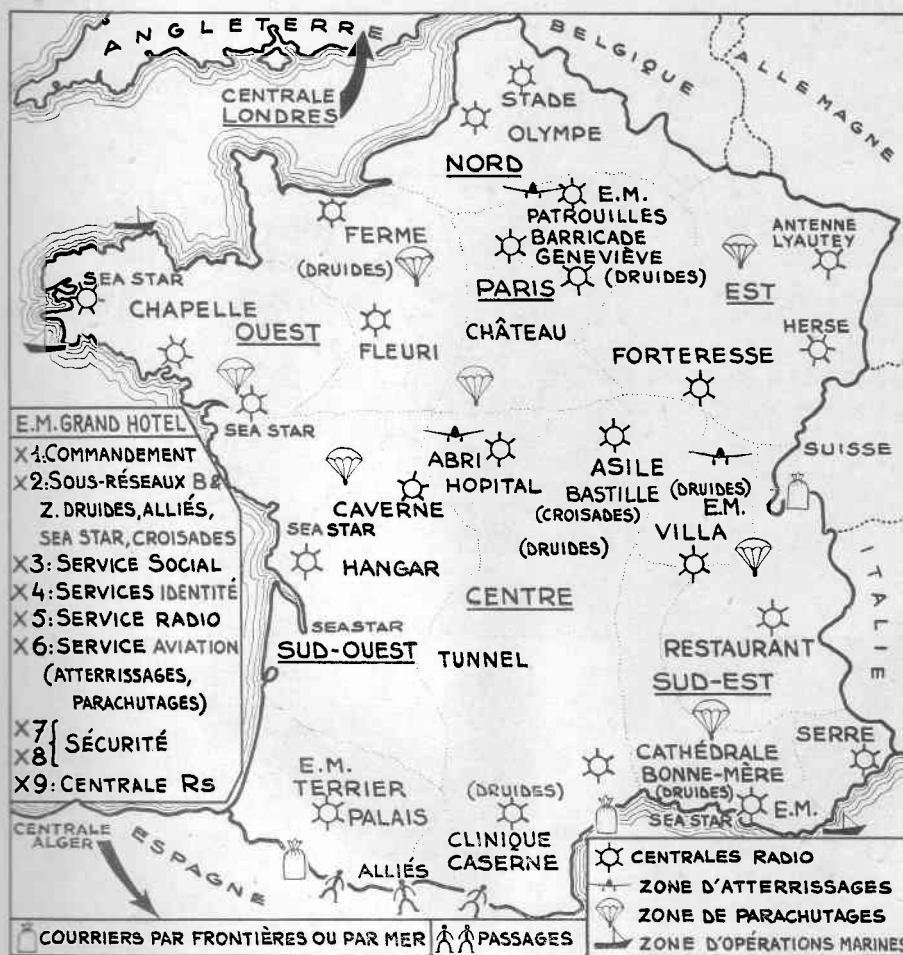 ANGLETERRE
BELGIQUE
ALLEMAGNE
CENTRALE
LONDRES
STADE
OLYMPE
NORD
E.M.
PATROUILLES
FERME
(DRUIDES)
BARRICADE
GENEVIÈVE
(DRUIDES)
PARIS
ANTENNE
LYAUTEY
EST
SEA STAR
CHAPELLE
OUEST
FLEURI
CHÂTEAU
HERSE
FORTERESSE
SEA STAR
SUISSE
ABRI
HOPITAL
ASILE
BASTILLE
(CROISADES)
(DRUIDES)
E.M.
VILLA
CAVERNE
SEA STAR
(DRUIDES)
HANGAR
CENTRE
ITALIE
SEA STAR
SUD-OUEST
TUNNEL
RESTAURANT
SUD-EST
E.M. GRAND HOTEL
X1: COMMANDEMENT
X2: SOUS-RÉSEAUX B&
Z. DRUIDES, ALLIÉS,
SEA STAR, CROISADES
X3: SERVICE SOCIAL
X4: SERVICES IDENTITÉ
X5: SERVICE RADIO
X6: SERVICE AVIATION
(ATTERRISSAGES,
PARACHUTAGES)
X7
X8
SÉCURITÉ
X9: CENTRALE RS
E.M.
TERRIER
PALAIS
(DRUIDES)
CLINIQUE
CASERNE
CATHÉDRALE
BONNE-MÈRE
(DRUIDES)
SEA STAR
E.M.
SERRE
CENTRALE
ALGER
ESPAGNE
ALLIÉS
CENTRALES RADIO
ZONE D'ATTERRISSAGES
ZONE DE PARACHUTAGES
ZONE D'OPÉRATIONS MARINES
COURRIERS PAR FRONTIÈRES OU PAR MER
PASSAGES